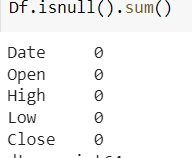 Df.isnull().sum()
Date 0
Open 0
High 0
Low 0
Close 0